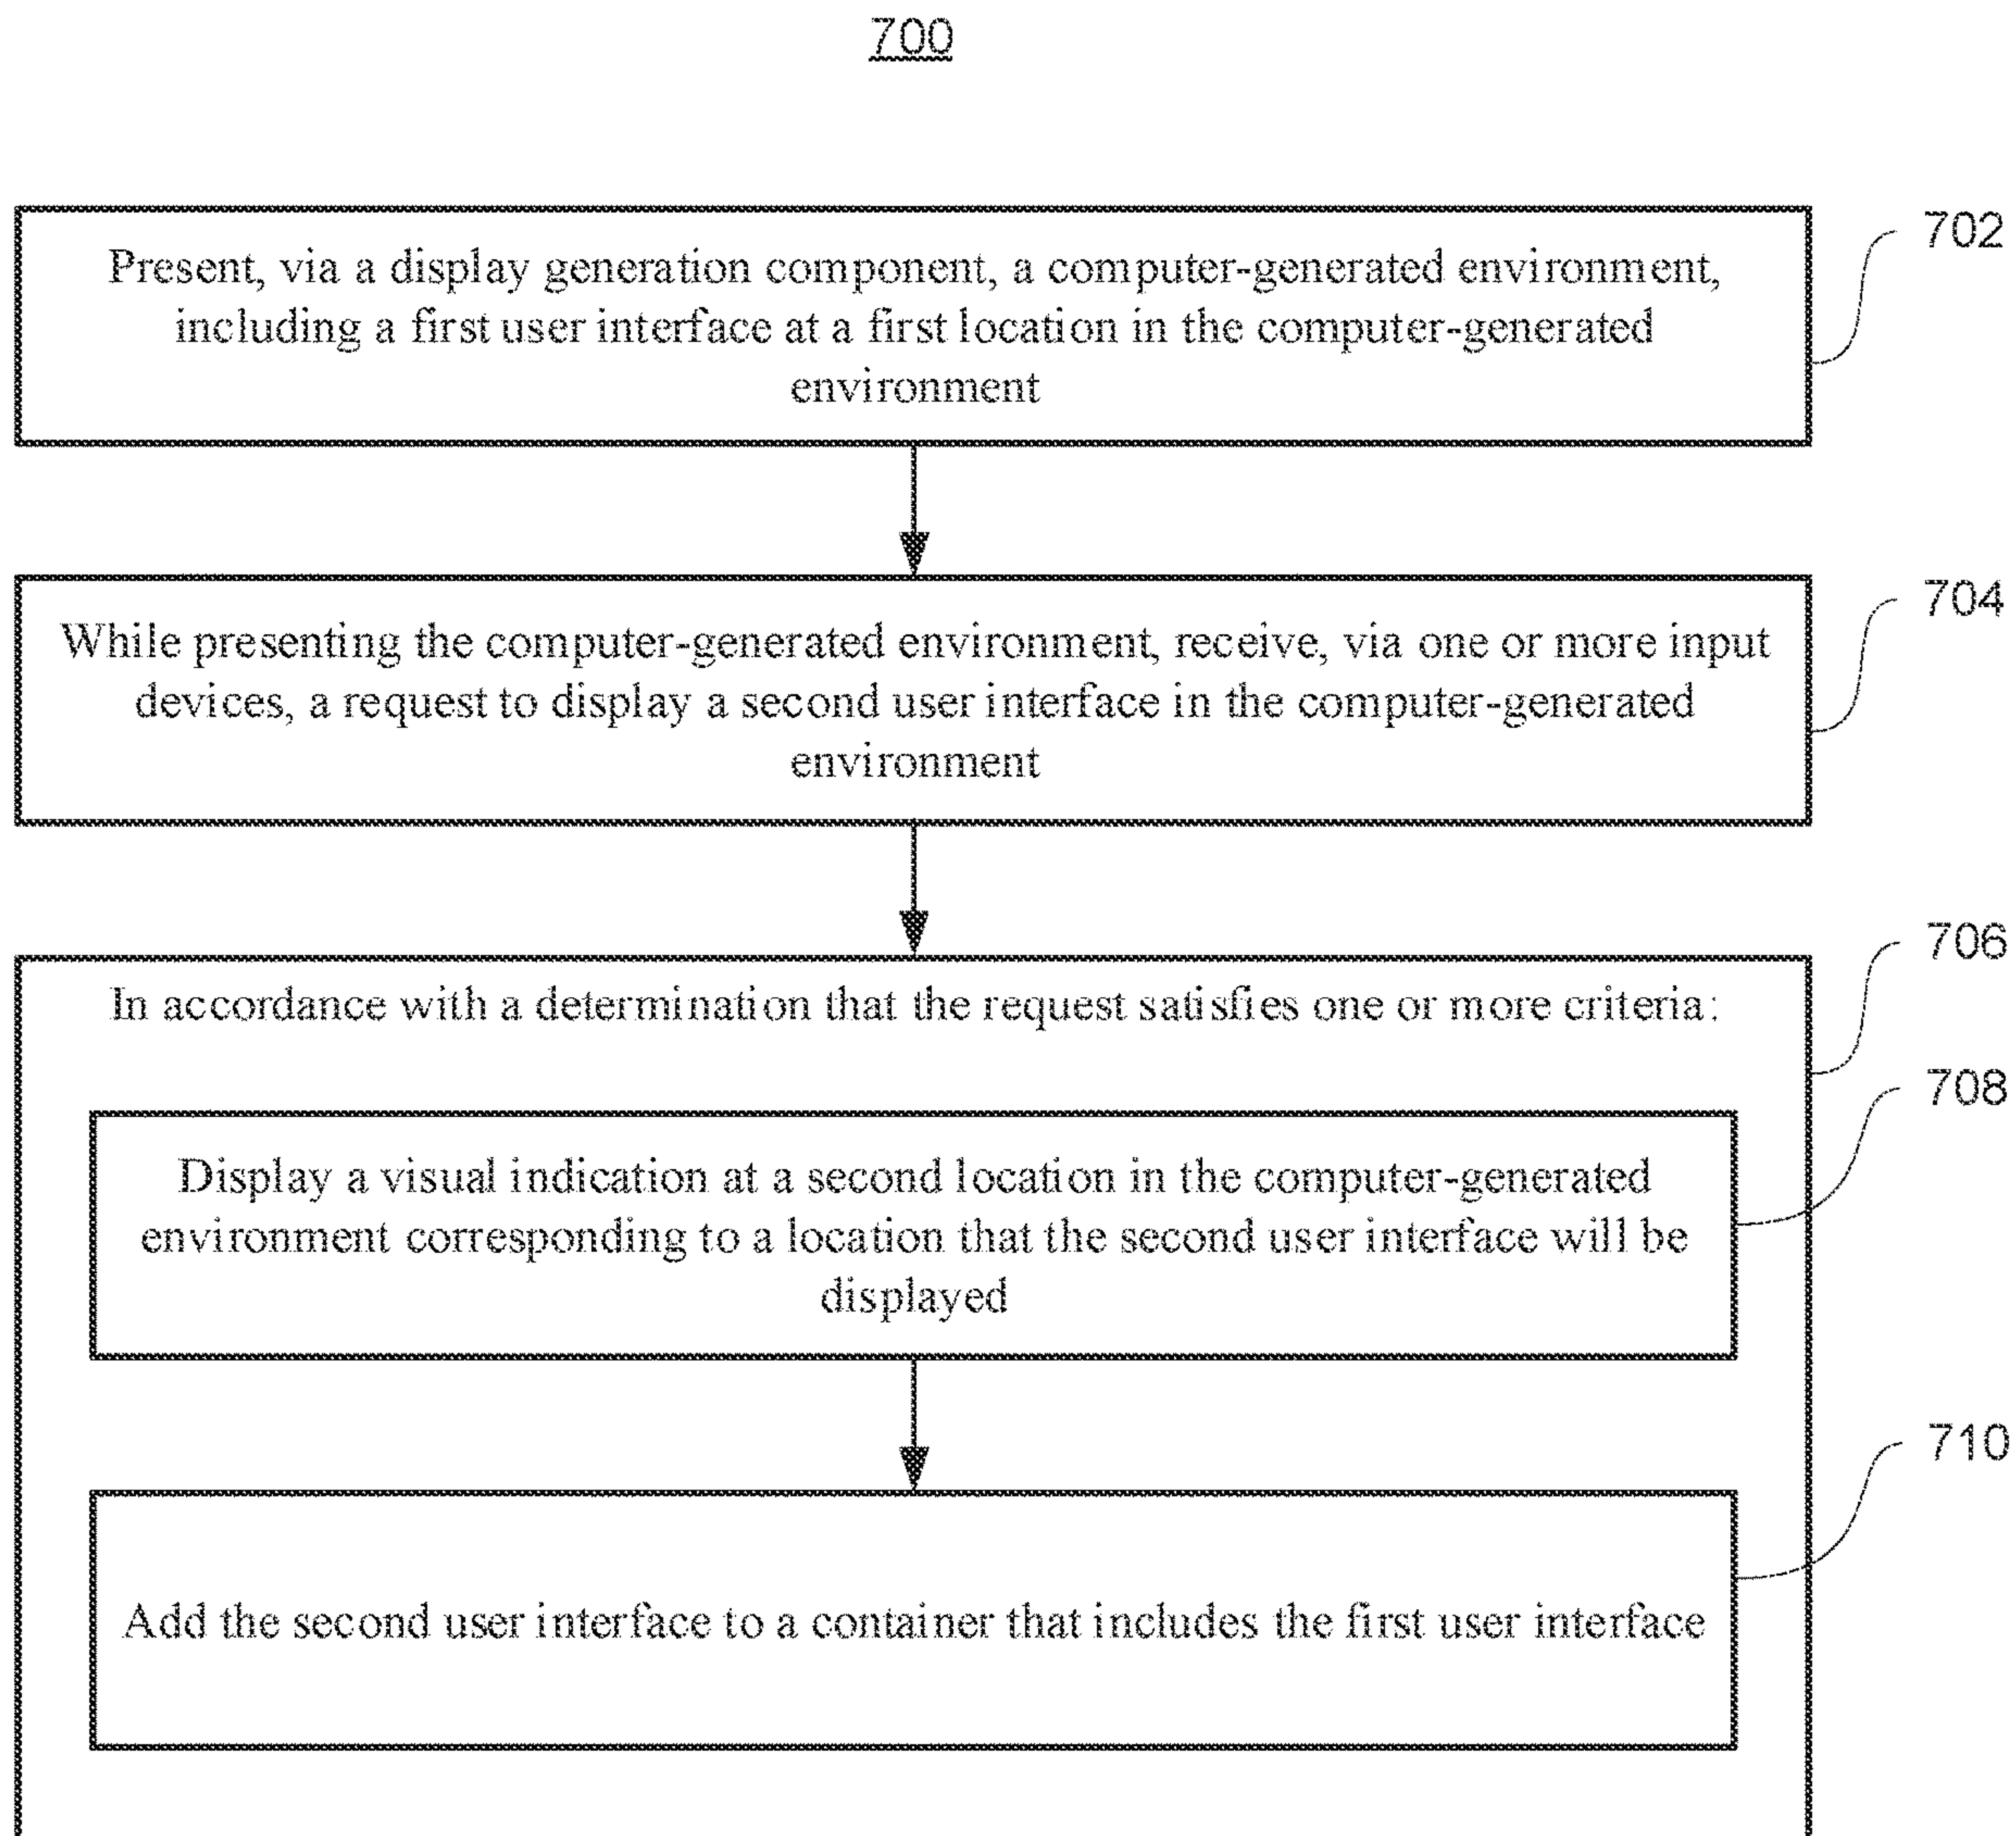 700
Present, via a display generation component, a computer-generated environment,
including a first user interface at a first location in the computer-generated
environment
702
While presenting the computer-generated environment, receive, via one or more input
devices, a request to display a second user interface in the computer-generated
environment
704
In accordance with a determination that the request satisfies one or more criteria:
706
Display a visual indication at a second location in the computer-generated
environment corresponding to a location that the second user interface will be
displayed
708
Add the second user interface to a container that includes the first user interface
710